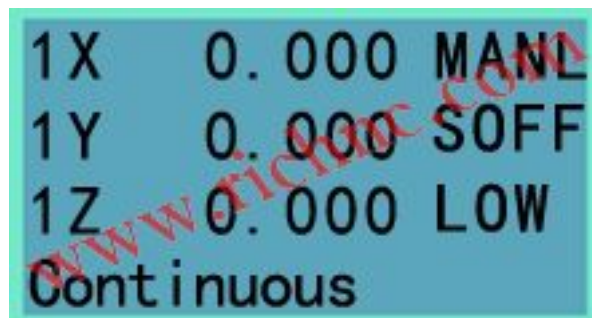 1X 0.000 MANL
1Y 0.000 SOFF
1Z 0.000 LOW
Continuous
www.richnc.com